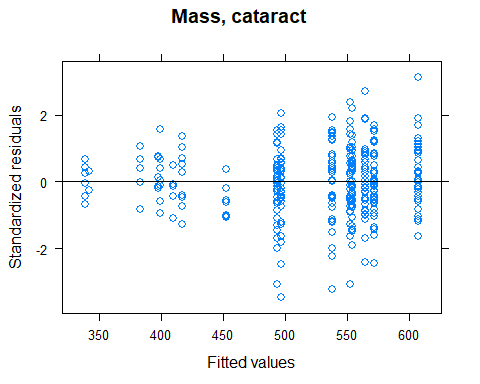 Mass, cataract
Standardized residuals
2
0
-2
350 400 450 500 550 600
Fitted values